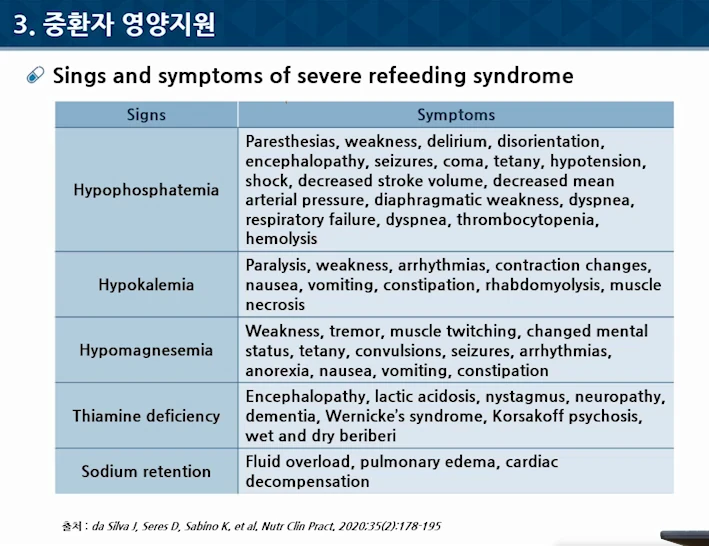 3. 중환자 영양지원
Sings and symptoms of severe refeeding syndrome
Signs
Symptoms
Hypophosphatemia
Paresthesias, weakness, delirium, disorientation,
encephalopathy, seizures, coma, tetany, hypotension,
shock, decreased stroke volume, decreased mean
arterial pressure, diaphragmatic weakness, dyspnea,
respiratory failure, dyspnea, thrombocytopenia,
hemolysis
Hypokalemia
Paralysis, weakness, arrhythmias, contraction changes,
nausea, vomiting, constipation, rhabdomyolysis, muscle
necrosis
Hypomagnesemia
Weakness, tremor, muscle twitching, changed mental
status, tetany, convulsions, seizures, arrhythmias,
anorexia, nausea, vomiting, constipation
Thiamine deficiency
Encephalopathy, lactic acidosis, nystagmus, neuropathy,
dementia, Wernicke's syndrome, Korsakoff psychosis,
wet and dry beriberi
Sodium retention
Fluid overload, pulmonary edema, cardiac
decompensation
출처 : da Silva J, Seres D, Sabino K, et al, Nutr Clin Pract. 2020;35(2):178-195